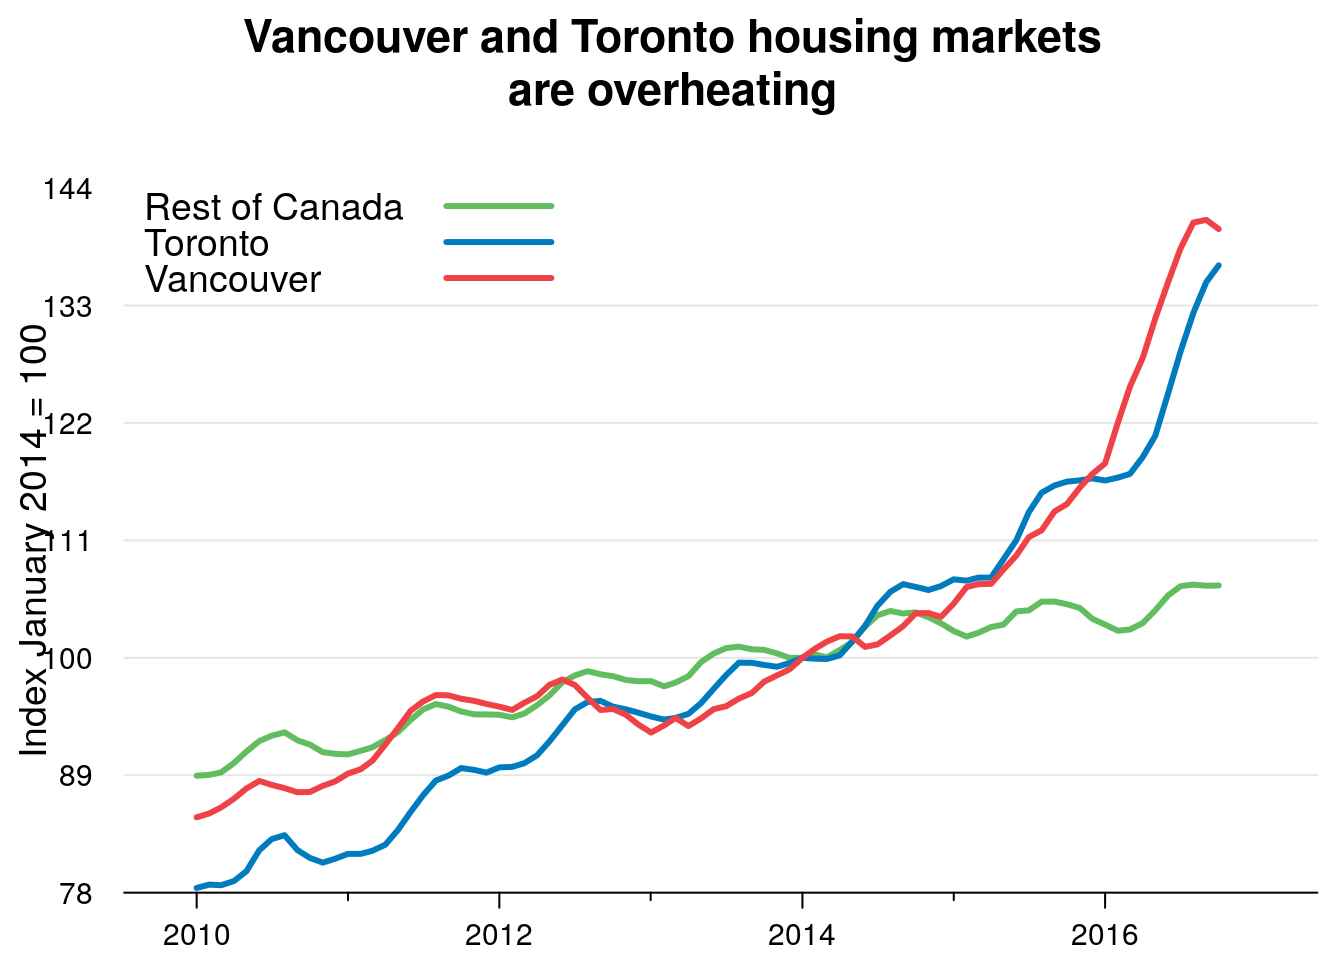 Vancouver and Toronto housing markets
are overheating
Index January 2014 = 100
144
133
122
111
100
89
78
Rest of Canada
Toronto
Vancouver
2010
2012
2014
2016